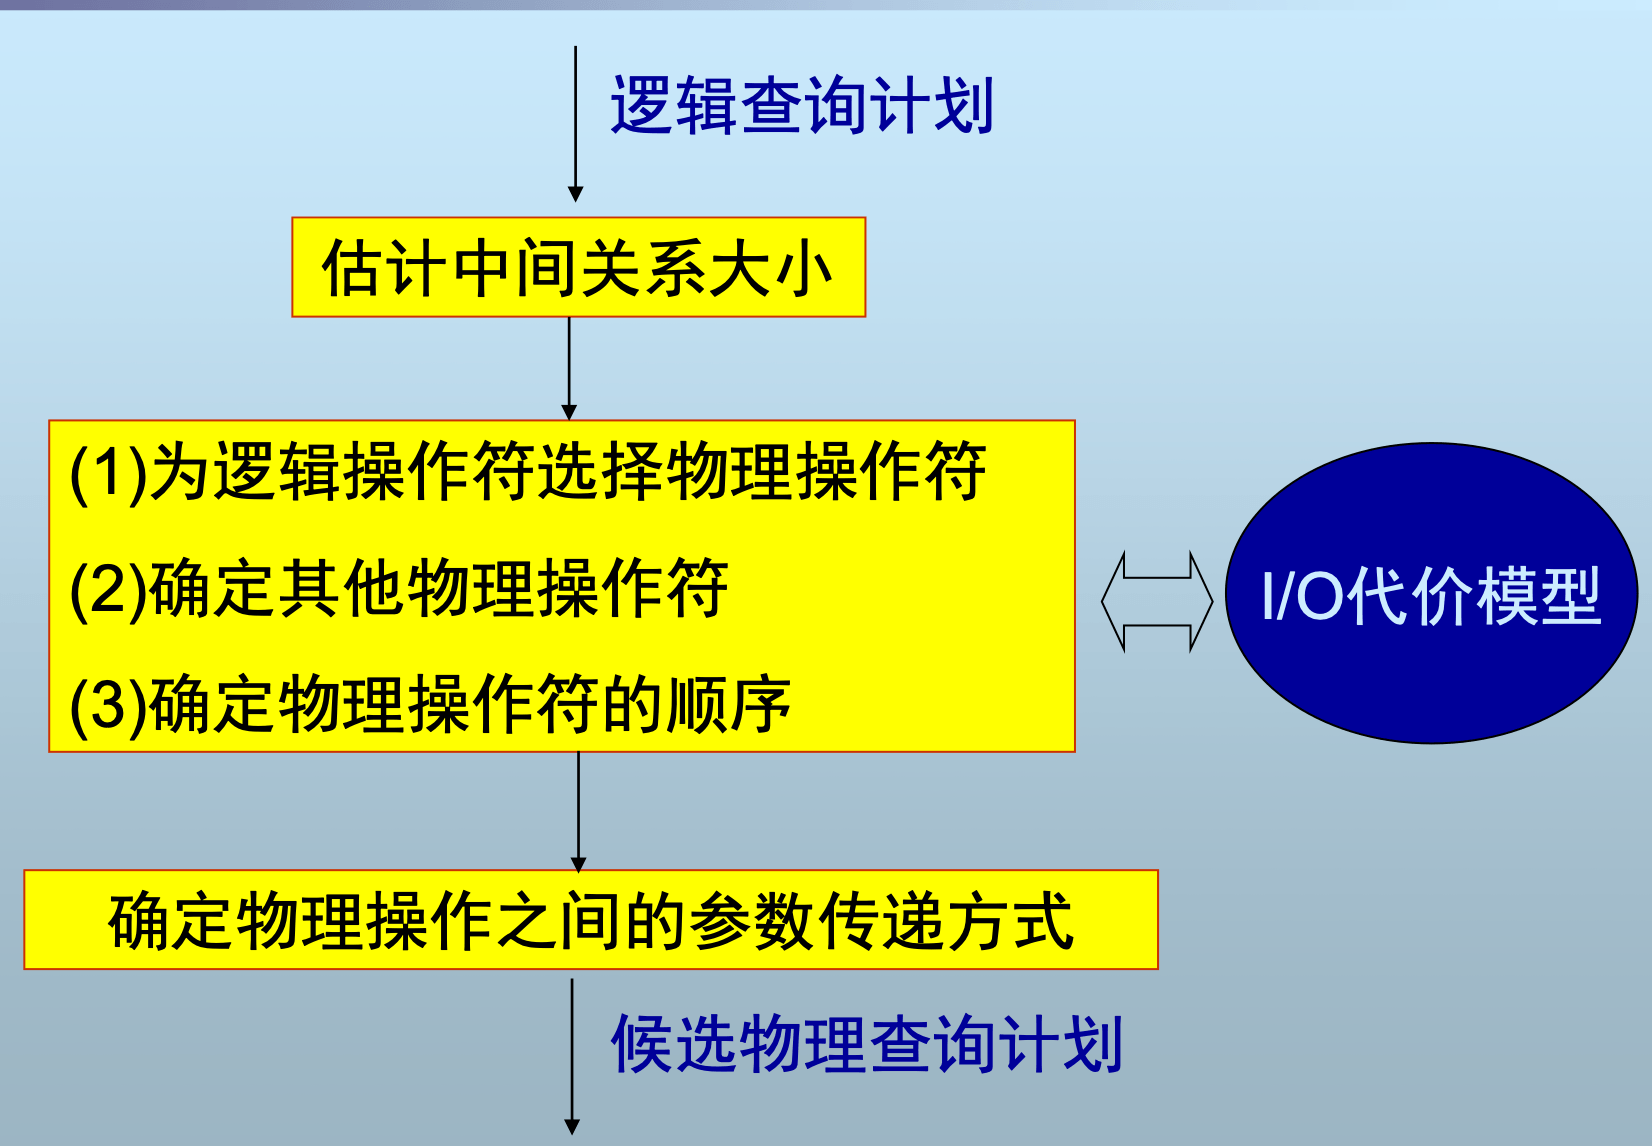 逻辑查询计划
估计中间关系大小
(1)为逻辑操作符选择物理操作符
(2)确定其他物理操作符
(3)确定物理操作符的顺序
I/O代价模型
确定物理操作之间的参数传递方式
候选物理查询计划